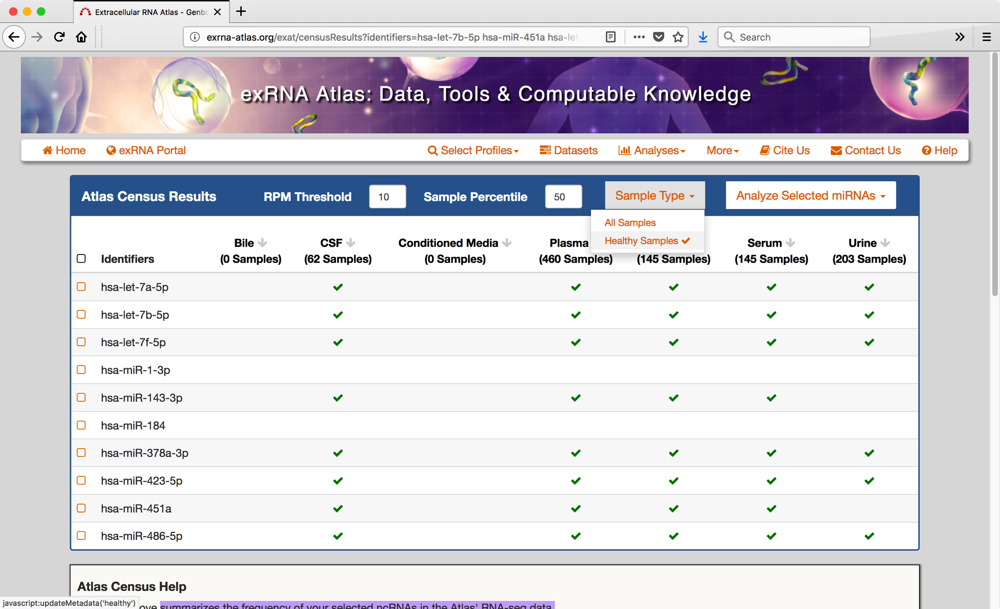 Extracellular RNA Atlas - Genbo
exrna-atlas.org/exat/censusResults?identifiers=hsa-let-7b-5p hsa-miR-451a hsa-let-
Search
exRNA Atlas: Data, Tools & Computable Knowledge
Home exRNA Portal Select Profiles Datasets Analyses More Cite Us Contact Us Help
Atlas Census Results RPM Threshold 10 Sample Percentile 50 Sample Type Analyze Selected miRNAs
All Samples
Healthy Samples
Bile CSF Conditioned Media Plasma Serum Urine
Identifiers (0 Samples) (62 Samples) (0 Samples) (460 Samples) (145 Samples) (145 Samples) (203 Samples)
hsa-let-7a-5p
hsa-let-7b-5p
hsa-let-7f-5p
hsa-miR-1-3p
hsa-miR-143-3p
hsa-miR-184
hsa-miR-378a-3p
hsa-miR-423-5p
hsa-miR-451a
hsa-miR-486-5p
Atlas Census Help
summarizes the frequency of your selected ncRNAs in the Atlas' RNA-seq data
javascript:updateMetadata('healthy')